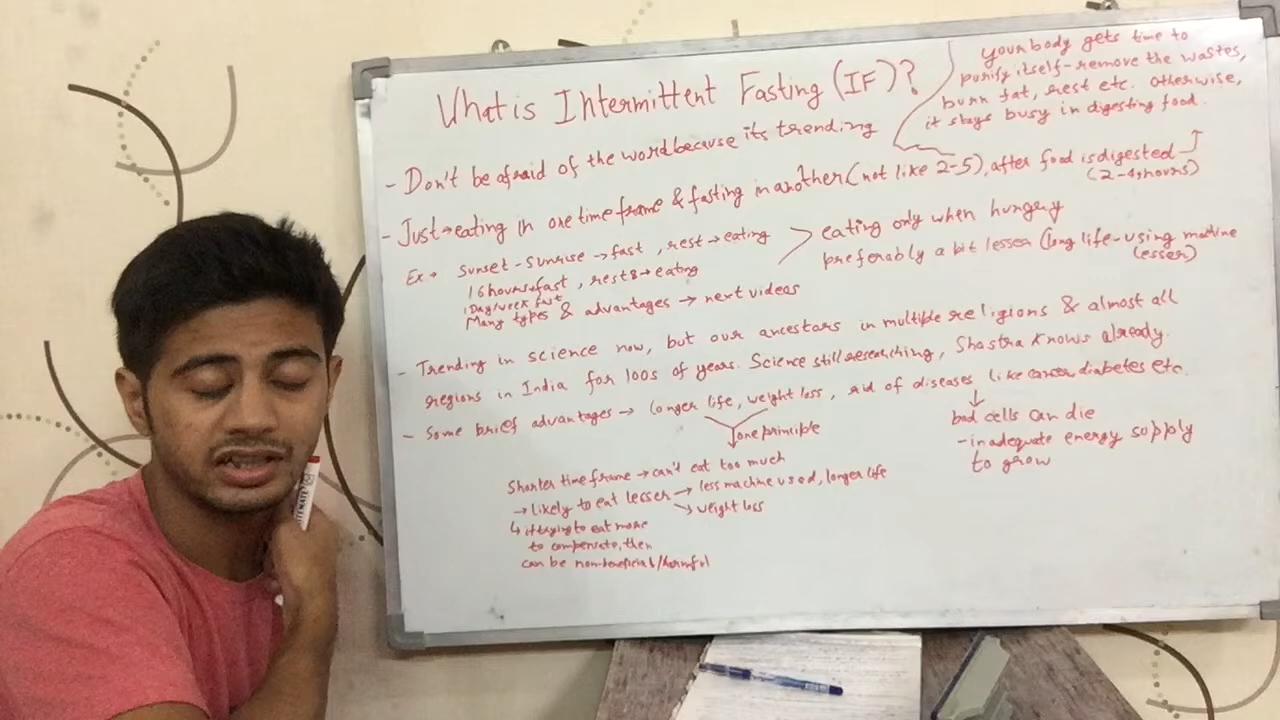 What is Intermittent Fasting (IF)?
your body gets time to
purify itself - remove the wastes,
burn fat, rest etc. Otherwise,
it stays busy in digesting food.
- Don't be afraid of the word because its trending
- Just → eating in one time frame & fasting in another (not like 2-5), after food is digested
(2-4 hours)
Ex → Sunset - Sunrise → fast, rest → eating
16 hours → fast, rest 8 → eating
1 Day/week fast
Many types & advantages → next videos
eating only when hungry
preferably a bit lesser (long life - using machine
lesser)
- Trending in science now, but our ancestors in multiple religions & almost all
regions in India for 100s of years. Science still researching, Shastra knows already.
- Some brief advantages → longer life, weight loss, rid of diseases like cancer, diabetes etc.
one principle
bad cells can die
- inadequate energy supply
to grow
Shorter time frame → can't eat too much
→ likely to eat lesser → less machine used, longer life
→ weight loss
↳ if trying to eat more
to compensate, then
can be non-beneficial/harmful